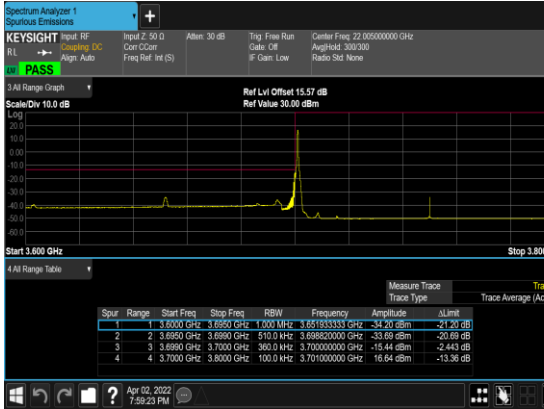 Spectrum Analyzer 1
Spurious Emissions
+
KEYSIGHT Input: RF Input Z: 50 Ω Atten: 30 dB Trig: Free Run Center Freq: 22.005000000 GHz
RL Coupling: DC Corr CCorr Gate: Off Avg|Hold: 300/300
Align: Auto Freq Ref: Int (S) IF Gain: Low Radio Std: None
PASS
3 All Range Graph
Ref Lvl Offset 15.57 dB
Scale/Div 10.0 dB Ref Value 30.00 dBm
Log
20.0
10.0
0.00
-10.0
-20.0
-30.0
-40.0
-50.0
-60.0
Start 3.600 GHz Stop 3.800
4 All Range Table
Measure Trace Tra
Trace Type Trace Average (Ac
Spur Range Start Freq Stop Freq RBW Frequency Amplitude ΔLimit
1 1 3.6000 GHz 3.6950 GHz 1.000 MHz 3.651933333 GHz -34.20 dBm -21.20 dB
2 2 3.6950 GHz 3.6990 GHz 510.0 kHz 3.698820000 GHz -33.69 dBm -20.69 dB
3 3 3.6990 GHz 3.7000 GHz 360.0 kHz 3.700000000 GHz -15.44 dBm -2.443 dB
4 4 3.7000 GHz 3.8000 GHz 100.0 kHz 3.701000000 GHz 16.64 dBm -13.36 dB
?
Apr 02, 2022
7:59:23 PM